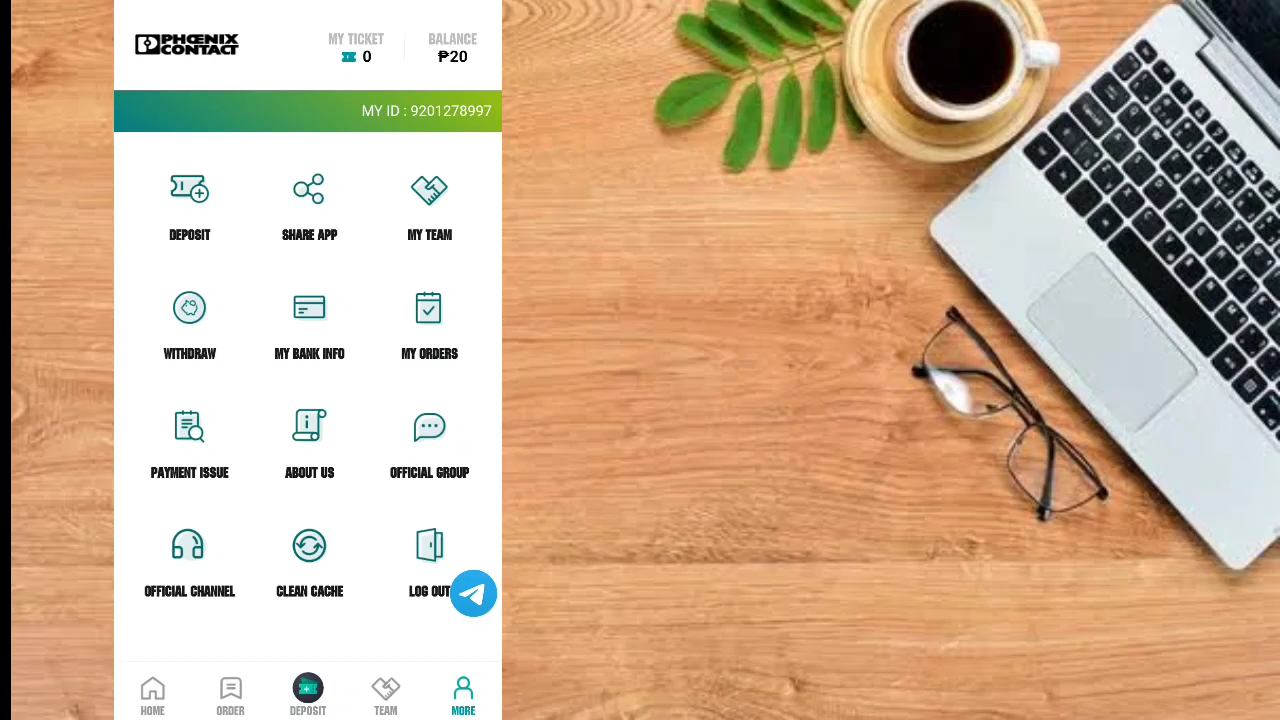 PHŒNIX
CONTACT
MY TICKET
0
BALANCE
₱20
MY ID : 9201278997
DEPOSIT
SHARE APP
MY TEAM
WITHDRAW
MY BANK INFO
MY ORDERS
PAYMENT ISSUE
ABOUT US
OFFICIAL GROUP
OFFICIAL CHANNEL
CLEAN CACHE
LOG OUT
HOME
ORDER
DEPOSIT
TEAM
MORE